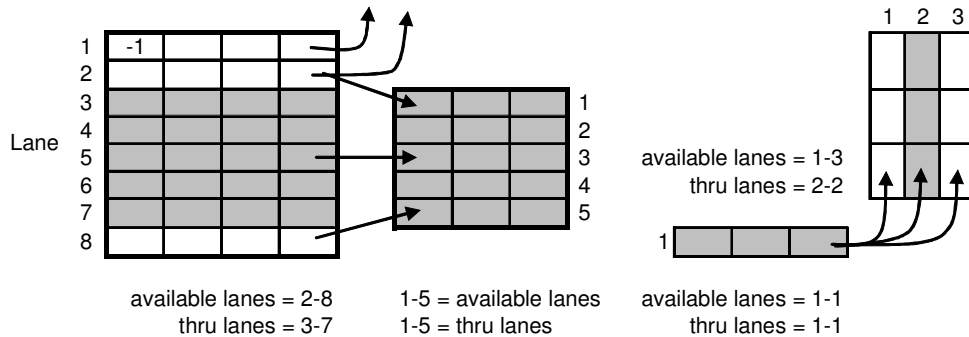 1 2 3
1 -1
2
3
4
Lane
5
6
7
8
1
2
3
4
5
available lanes = 1-3
thru lanes = 2-2
1
available lanes = 2-8
thru lanes = 3-7
1-5 = available lanes
1-5 = thru lanes
available lanes = 1-1
thru lanes = 1-1